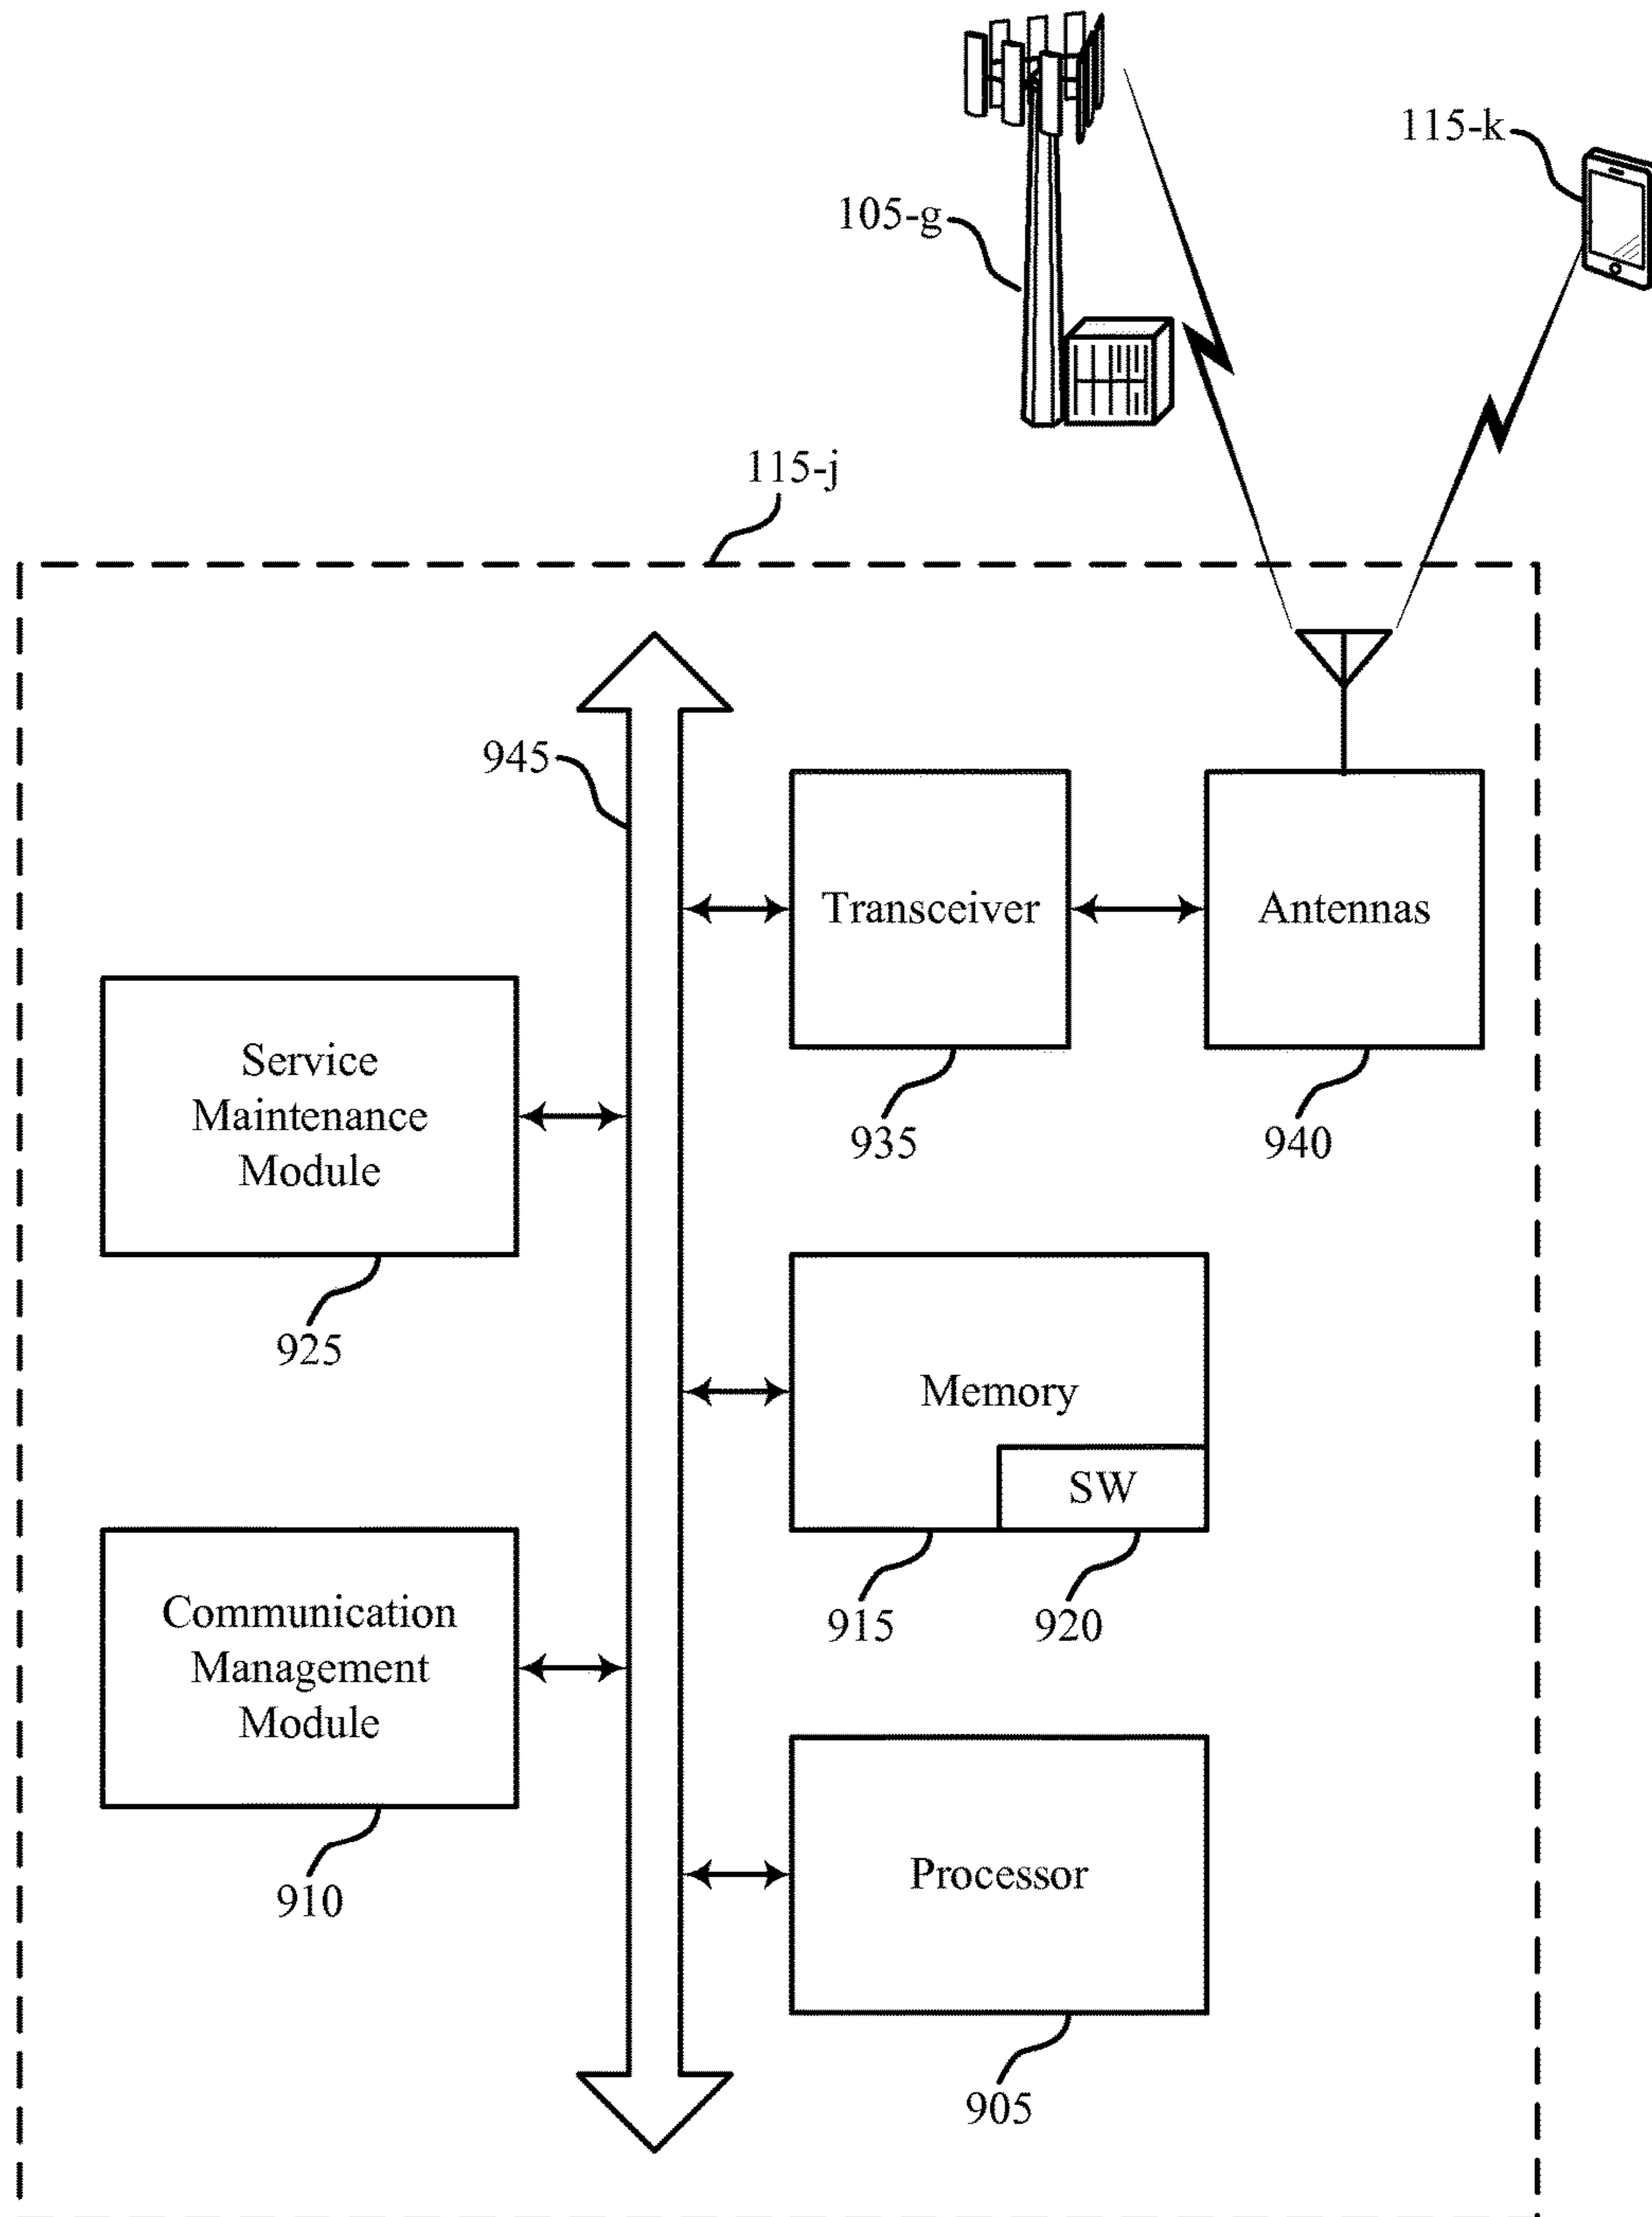 115-k
105-g
115-j
945
Transceiver
Antennas
935
940
Service
Maintenance
Module
925
Memory
SW
915
920
Communication
Management
Module
910
Processor
905